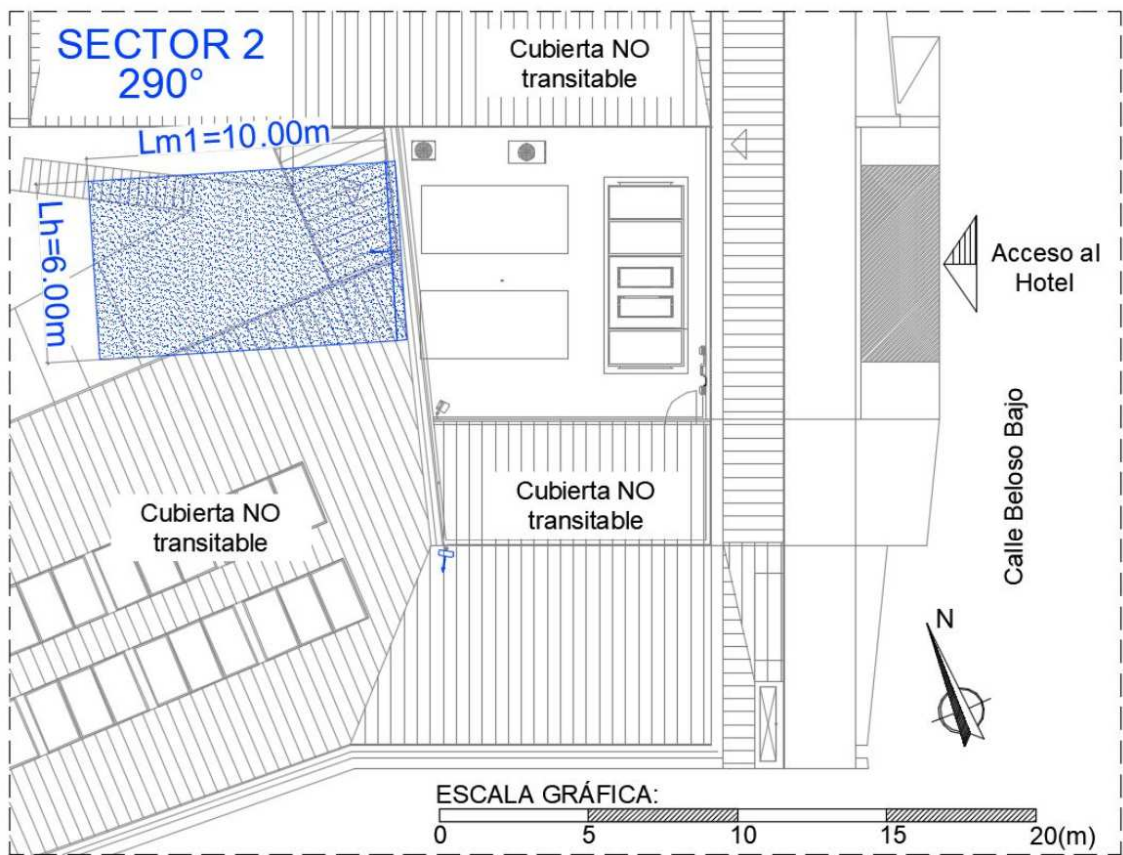 SECTOR 2
290°
Cubierta NO
transitable
Lm1=10.00m
Lh=6.00m
Acceso al
Hotel
Calle Beloso Bajo
Cubierta NO
transitable
Cubierta NO
transitable
N
ESCALA GRÁFICA:
0 5 10 15 20(m)